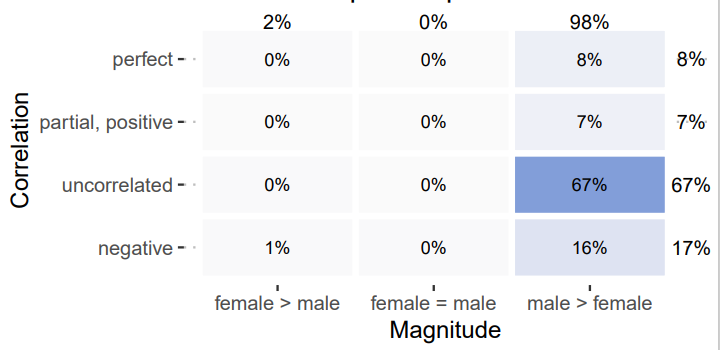 2% 0% 98%
perfect 0% 0% 8% 8%
partial, positive 0% 0% 7% 7%
uncorrelated 0% 0% 67% 67%
negative 1% 0% 16% 17%
female > male female = male male > female
Magnitude
Correlation